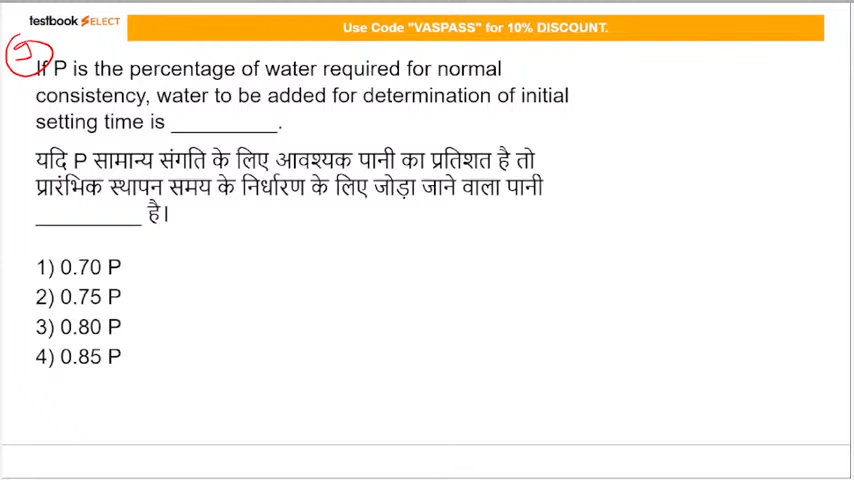 testbook SELECT
Use Code "VASPASS" for 10% DISCOUNT.
If P is the percentage of water required for normal
consistency, water to be added for determination of initial
setting time is _________.
यदि P सामान्य संगति के लिए आवश्यक पानी का प्रतिशत है तो
प्रारंभिक स्थापन समय के निर्धारण के लिए जोड़ा जाने वाला पानी
_________ है।
1) 0.70 P
2) 0.75 P
3) 0.80 P
4) 0.85 P